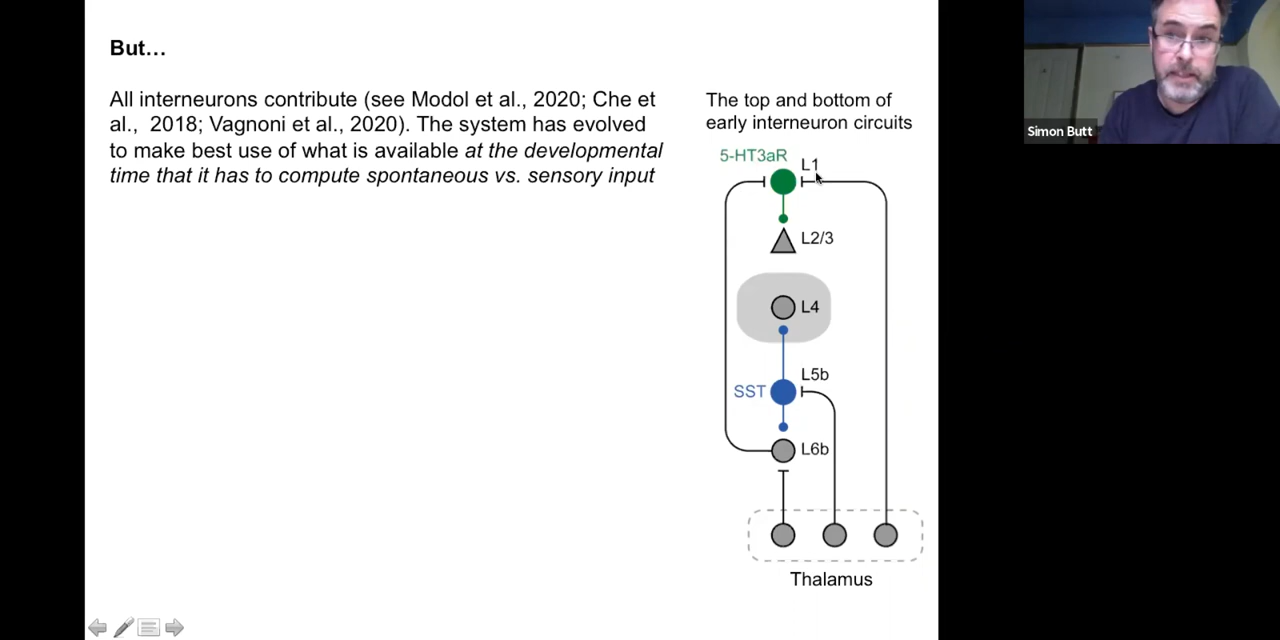 But…
All interneurons contribute (see Modol et al., 2020; Che et
al., 2018; Vagnoni et al., 2020). The system has evolved
to make best use of what is available at the developmental
time that it has to compute spontaneous vs. sensory input
The top and bottom of
early interneuron circuits
5-HT3aR
L1
L2/3
L4
L5b
SST
L6b
Thalamus
Simon Butt